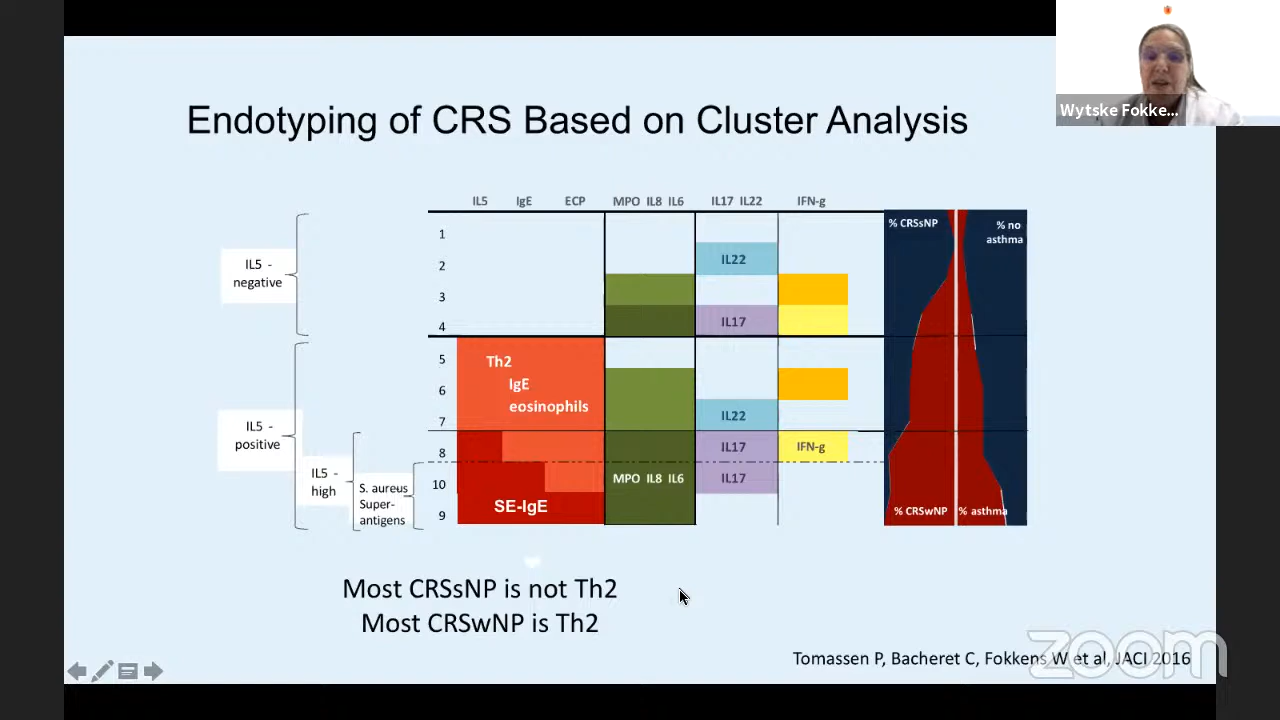 Wytske Fokke...
Endotyping of CRS Based on Cluster Analysis
IL5 IgE ECP MPO IL8 IL6 IL17 IL22 IFN-g
% CRSsNP
% no
asthma
1
2
3
4
5
6
7
8
10
9
IL5 -
negative
IL5 -
positive
IL5 -
high
S. aureus
Super-
antigens
IL22
IL17
Th2
IgE
eosinophils
IL22
IL17
IFN-g
MPO IL8 IL6
IL17
SE-IgE
% CRSwNP
% asthma
Most CRSsNP is not Th2
Most CRSwNP is Th2
Tomassen P, Bacheret C, Fokkens W et al, JACI 2016
zoom